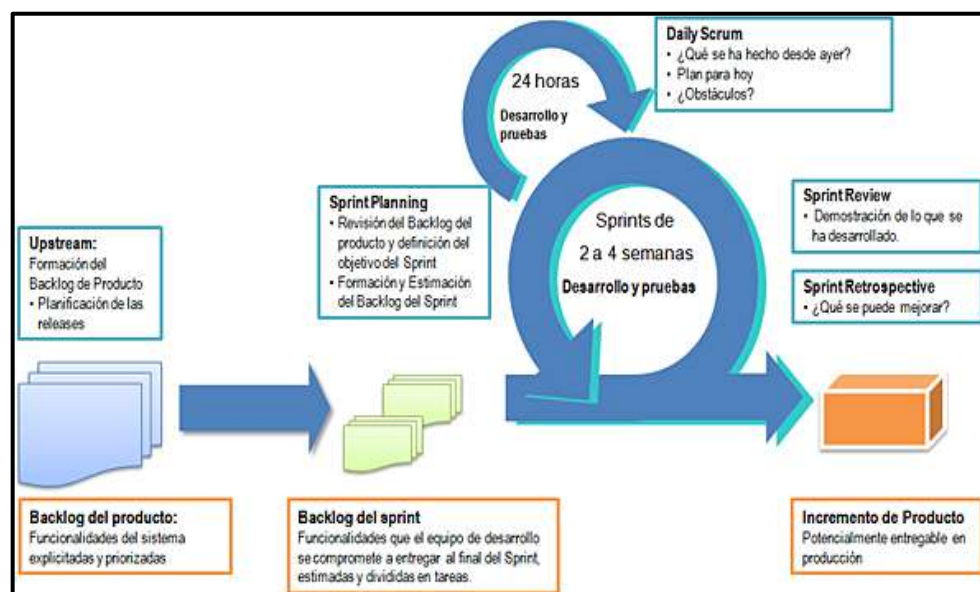 Daily Scrum
• ¿Qué se ha hecho desde ayer?
• Plan para hoy
• ¿Obstáculos?
24 horas
Desarrollo y
pruebas
Sprint Planning
• Revisión del Backlog del
producto y definición del
objetivo del Sprint
• Formación y Estimación
del Backlog del Sprint
Sprints de
2 a 4 semanas
Desarrollo y pruebas
Sprint Review
• Demostración de lo que se
ha desarrollado.
Sprint Retrospective
• ¿Qué se puede mejorar?
Upstream:
Formación del
Backlog de Producto
• Planificación de las
releases
Backlog del producto:
Funcionalidades del sistema
explicitadas y priorizadas
Backlog del sprint
Funcionalidades que el equipo de desarrollo
se compromete a entregar al final del Sprint,
estimadas y divididas en tareas.
Incremento de Producto
Potencialmente entregable en
producción